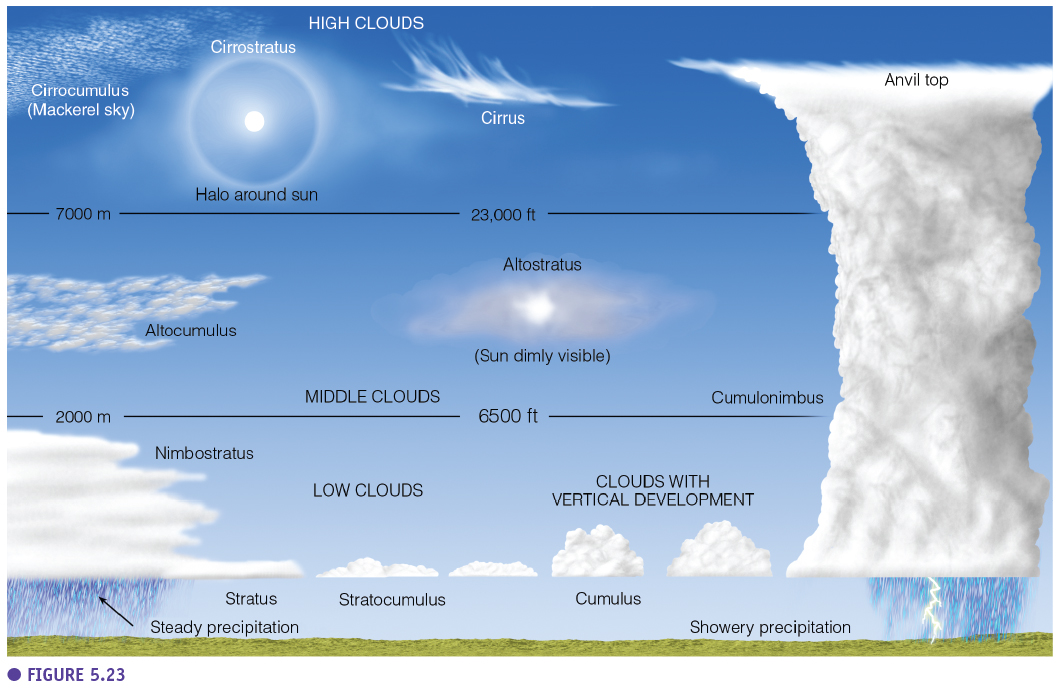 HIGH CLOUDS
Cirrostratus
Cirrocumulus
(Mackerel sky)
Cirrus
Anvil top
Halo around sun
7000 m
23,000 ft
Altostratus
Altocumulus
(Sun dimly visible)
MIDDLE CLOUDS
Cumulonimbus
2000 m
6500 ft
Nimbostratus
LOW CLOUDS
CLOUDS WITH
VERTICAL DEVELOPMENT
Stratus
Stratocumulus
Cumulus
Steady precipitation
Showery precipitation
FIGURE 5.23